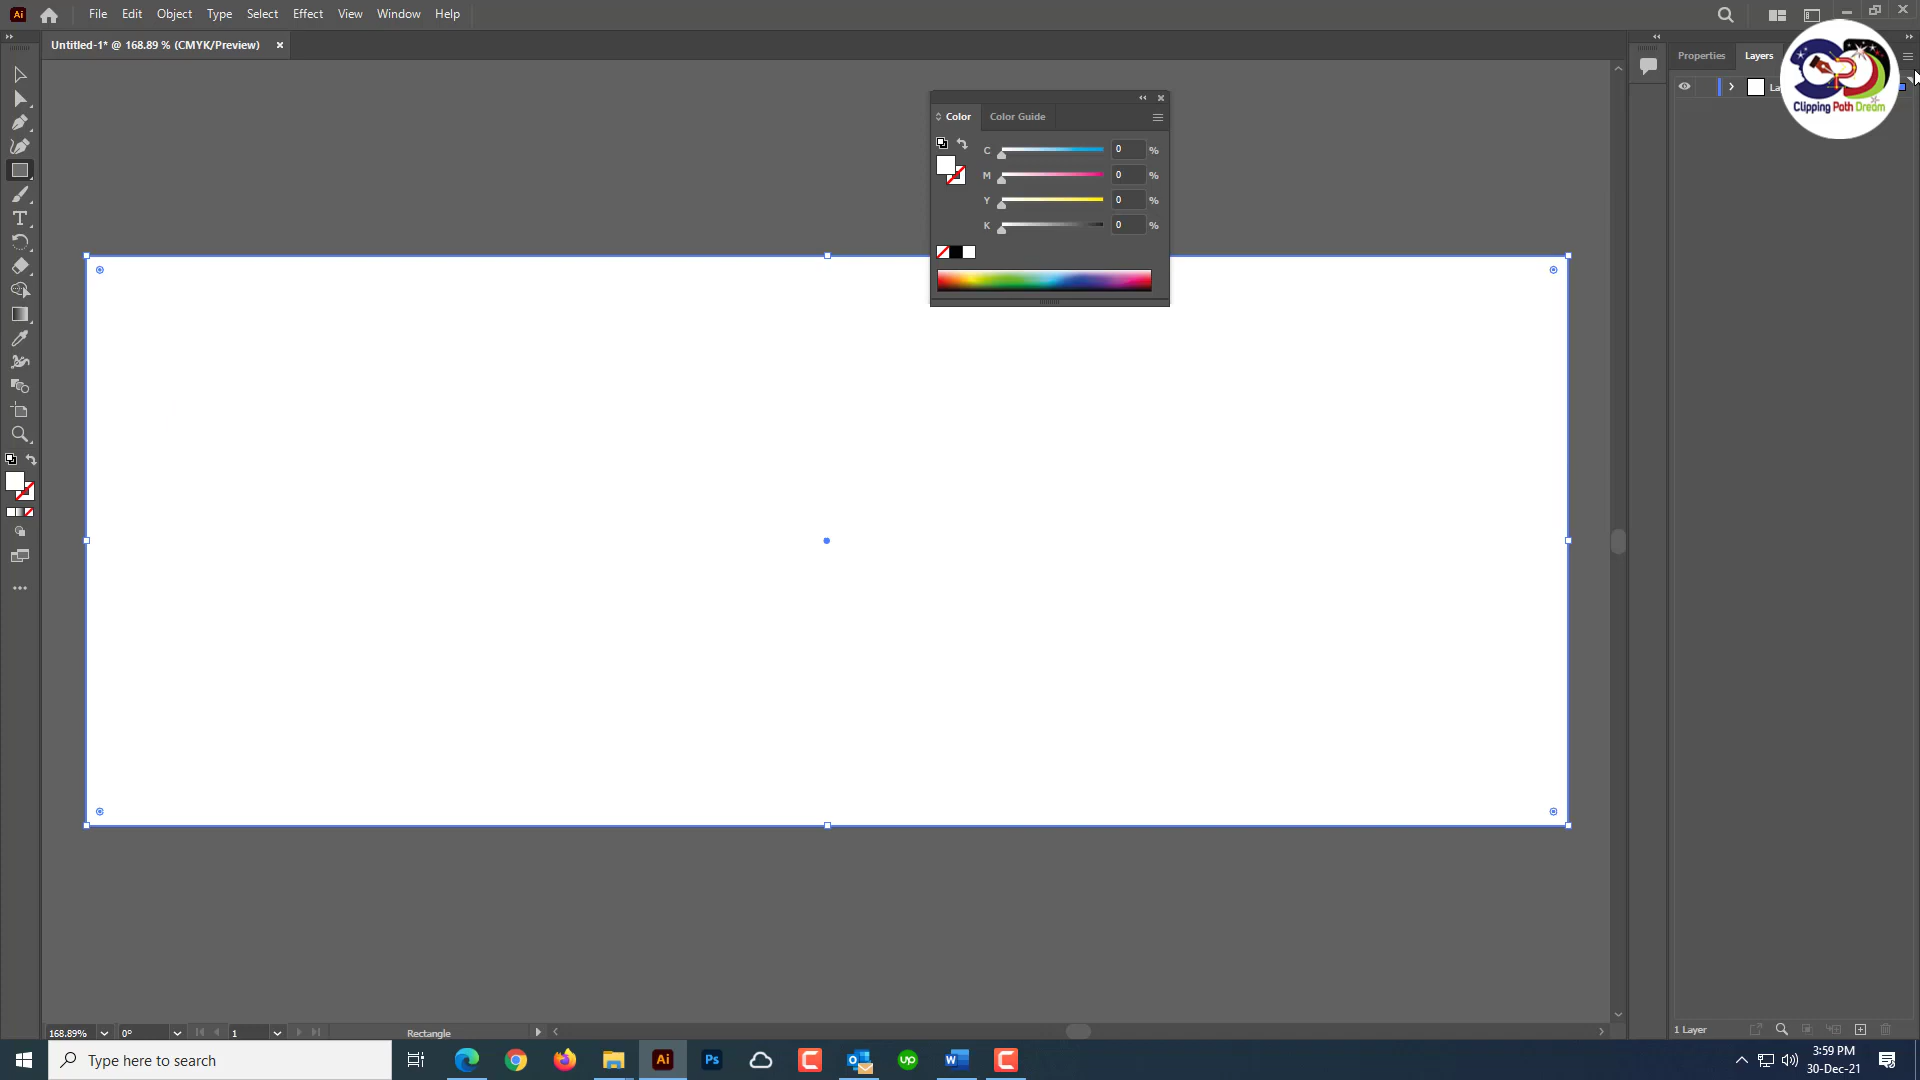 File Edit Object Type Select Effect View Window Help
Untitled-1* @ 168.89 % (CMYK/Preview) ×
Properties Layers
Clipping Path Dream
Color Color Guide
C 0 %
M 0 %
Y 0 %
K 0 %
168.89% 0° 1 Rectangle
1 Layer
Type here to search
Ai Ps up W
3:59 PM
30-Dec-21